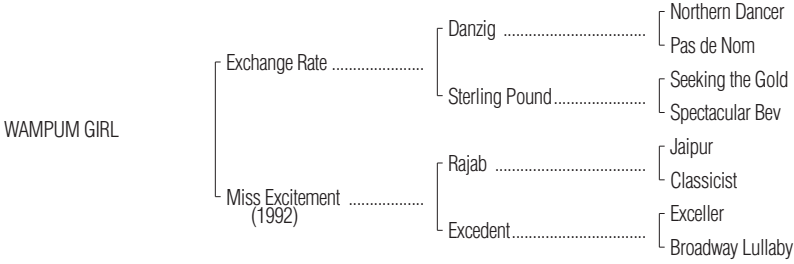 Northern Dancer
Danzig ................................
Pas de Nom
Exchange Rate .....................
Seeking the Gold
Sterling Pound.....................
Spectacular Bev
WAMPUM GIRL
Jaipur
Rajab ..................................
Classicist
Miss Excitement .................
(1992)
Exceller
Excedent..............................
Broadway Lullaby